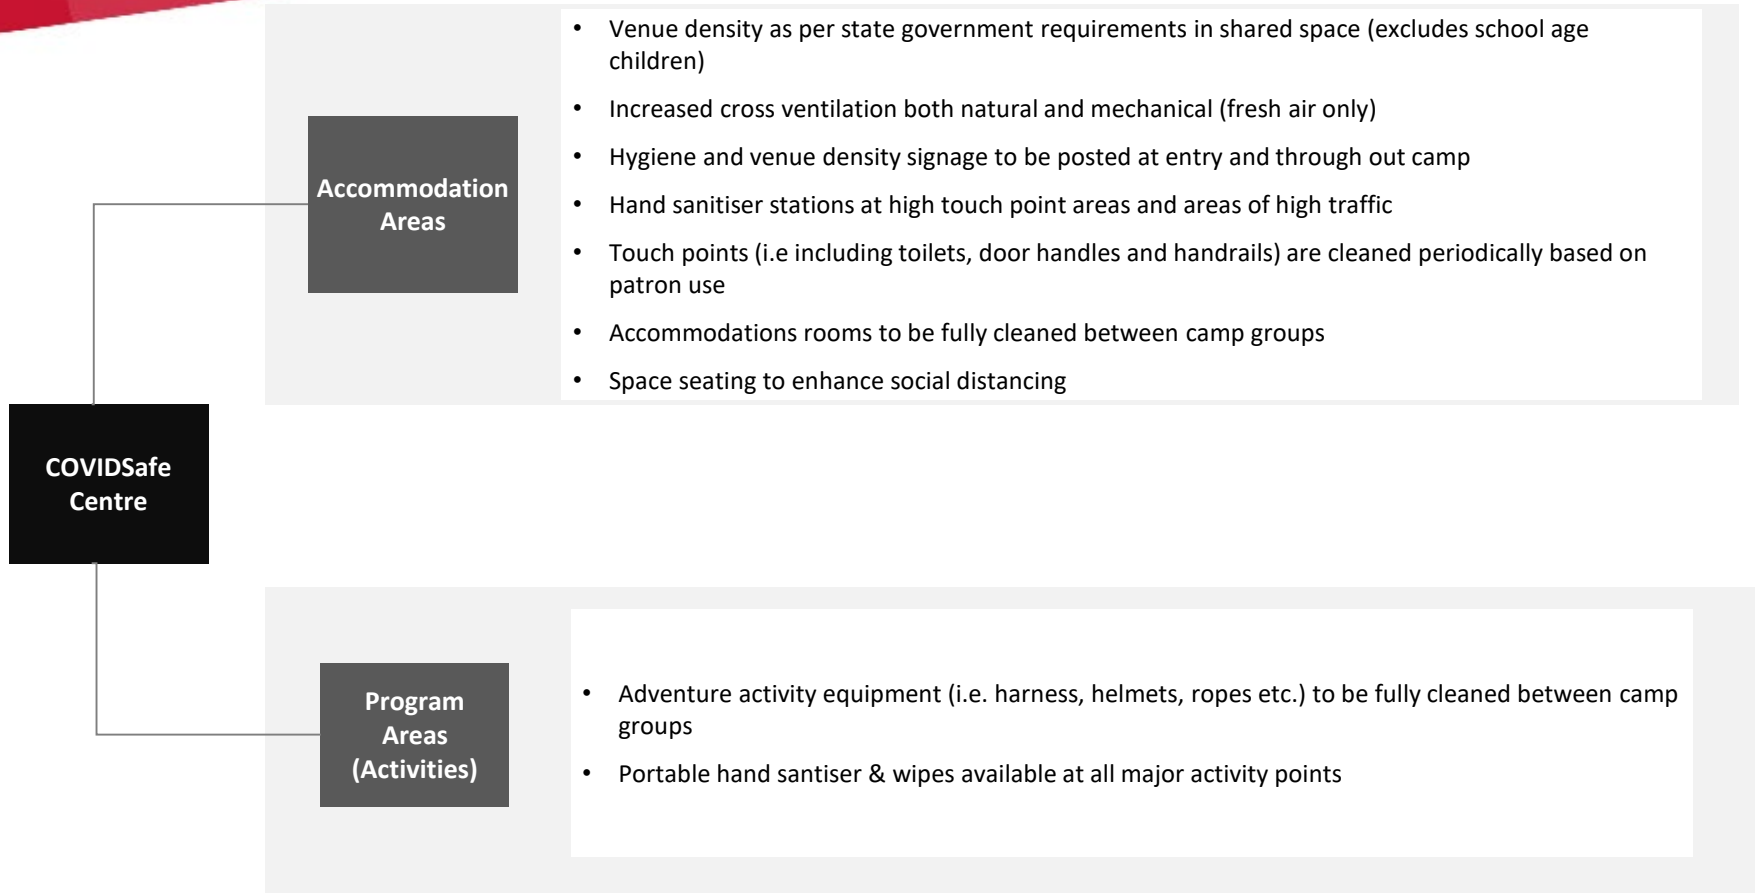 • Venue density as per state government requirements in shared space (excludes school age
children)
• Increased cross ventilation both natural and mechanical (fresh air only)
• Hygiene and venue density signage to be posted at entry and through out camp
• Hand sanitiser stations at high touch point areas and areas of high traffic
• Touch points (i.e including toilets, door handles and handrails) are cleaned periodically based on
patron use
• Accommodations rooms to be fully cleaned between camp groups
• Space seating to enhance social distancing
Accommodation
Areas
COVIDSafe
Centre
Program
Areas
(Activities)
• Adventure activity equipment (i.e. harness, helmets, ropes etc.) to be fully cleaned between camp
groups
• Portable hand santiser & wipes available at all major activity points